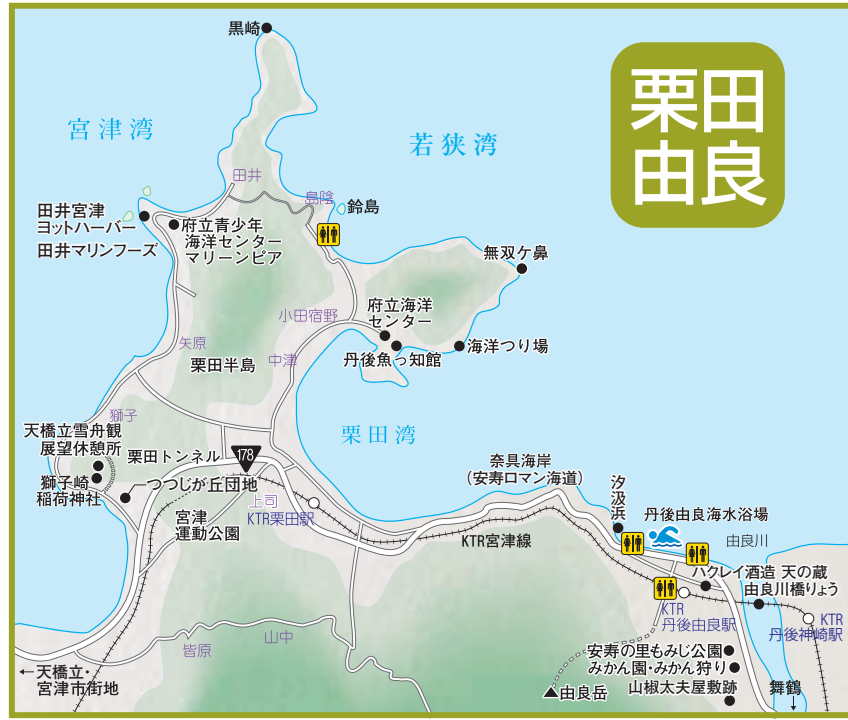 黒崎
栗田
由良
宮津湾
若狭湾
田井
島陰
鈴島
田井宮津
ヨットハーバー
田井マリンフーズ
府立青少年
海洋センター
マリーンピア
無双ケ鼻
小田宿野
府立海洋
センター
矢原
栗田半島
中津
丹後魚っ知館
海洋つり場
獅子
栗田湾
天橋立雪舟観
展望休憩所
栗田トンネル
178
獅子崎
稲荷神社
つつじが丘団地
奈具海岸
(安寿ロマン海道)
汐汲浜
上司
宮津
運動公園
KTR栗田駅
KTR宮津線
丹後由良海水浴場
由良川
ハクレイ酒造 天の蔵
由良川橋りょう
KTR
丹後由良駅
KTR
丹後神崎駅
山中
皆原
安寿の里もみじ公園
みかん園・みかん狩り
山椒太夫屋敷跡
←天橋立・
宮津市街地
▲由良岳
舞鶴
↓